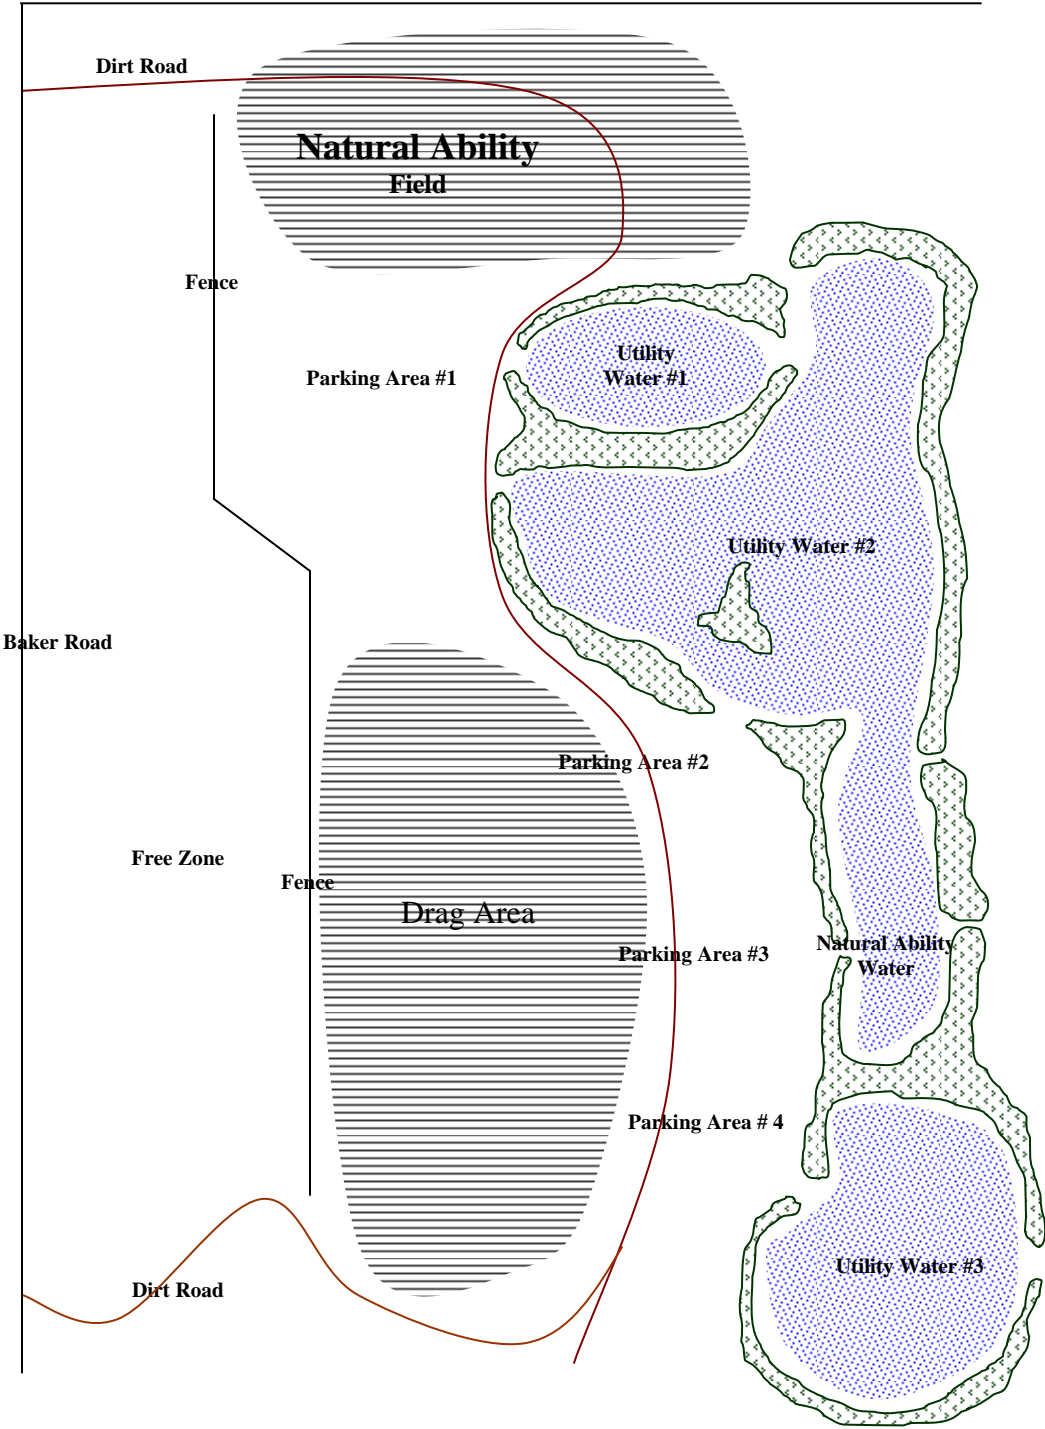 Dirt Road
Natural Ability
Field
Fence
Utility
Water #1
Parking Area #1
Utility Water #2
Baker Road
Parking Area #2
Free Zone
Fence
Drag Area
Natural Ability
Water
Parking Area #3
Parking Area # 4
Utility Water #3
Dirt Road